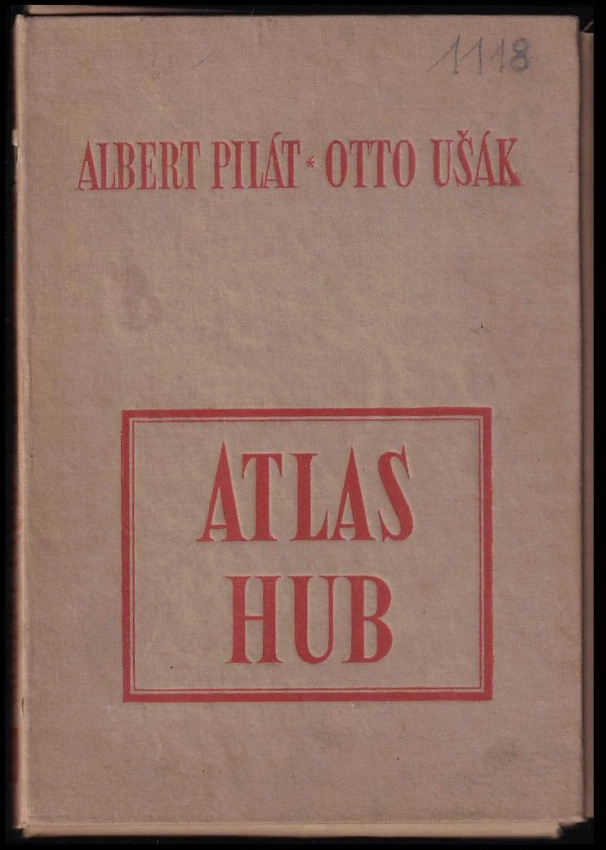 1118
ALBERT PILÁT * OTTO UŠÁK
ATLAS
HUB